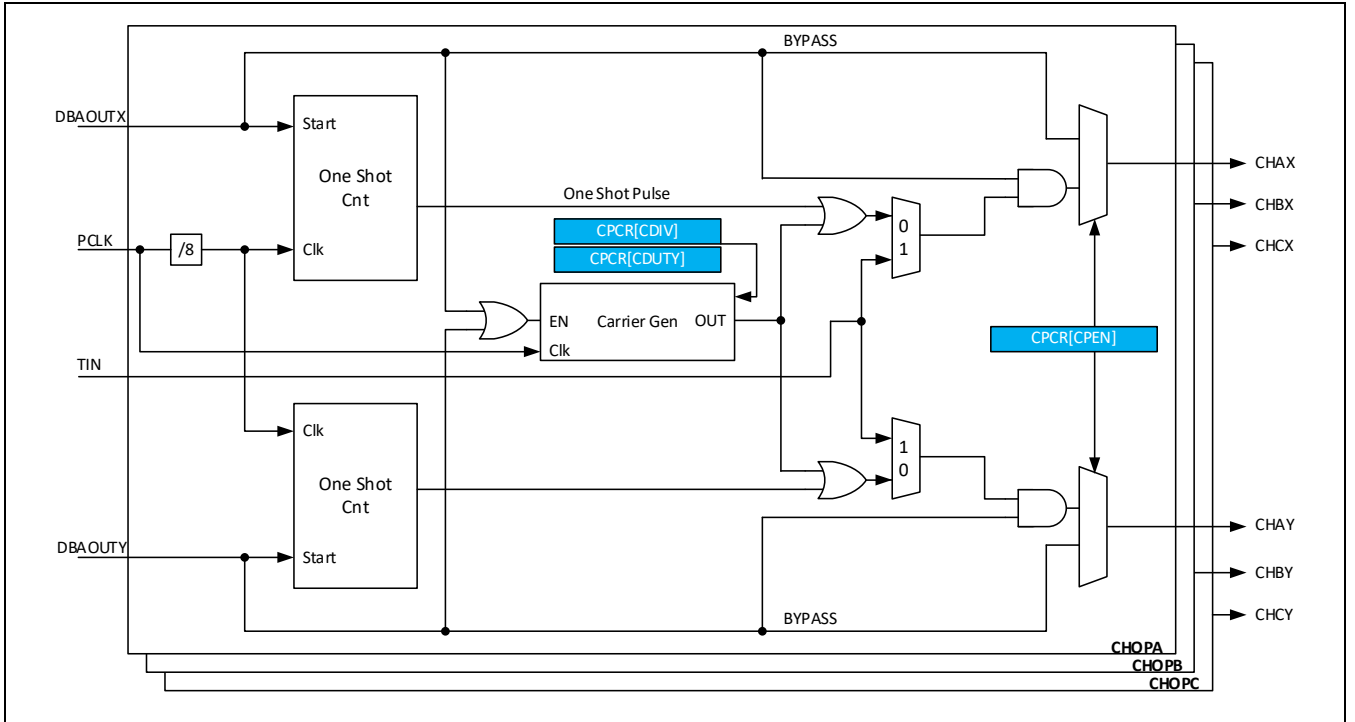 BYPASS
DBAOUTX
Start
One Shot
Cnt
CHAX
One Shot Pulse
CHBX
CPCR[CDIV]
0
PCLK
/8
Clk
CHCX
CPCR[CDUTY]
1
EN
Carrier Gen
OUT
CPCR[CPEN]
Clk
TIN
Clk
1
0
One Shot
Cnt
CHAY
DBAOUTY
Start
CHBY
BYPASS
CHCY
CHOPA
CHOPB
CHOPC